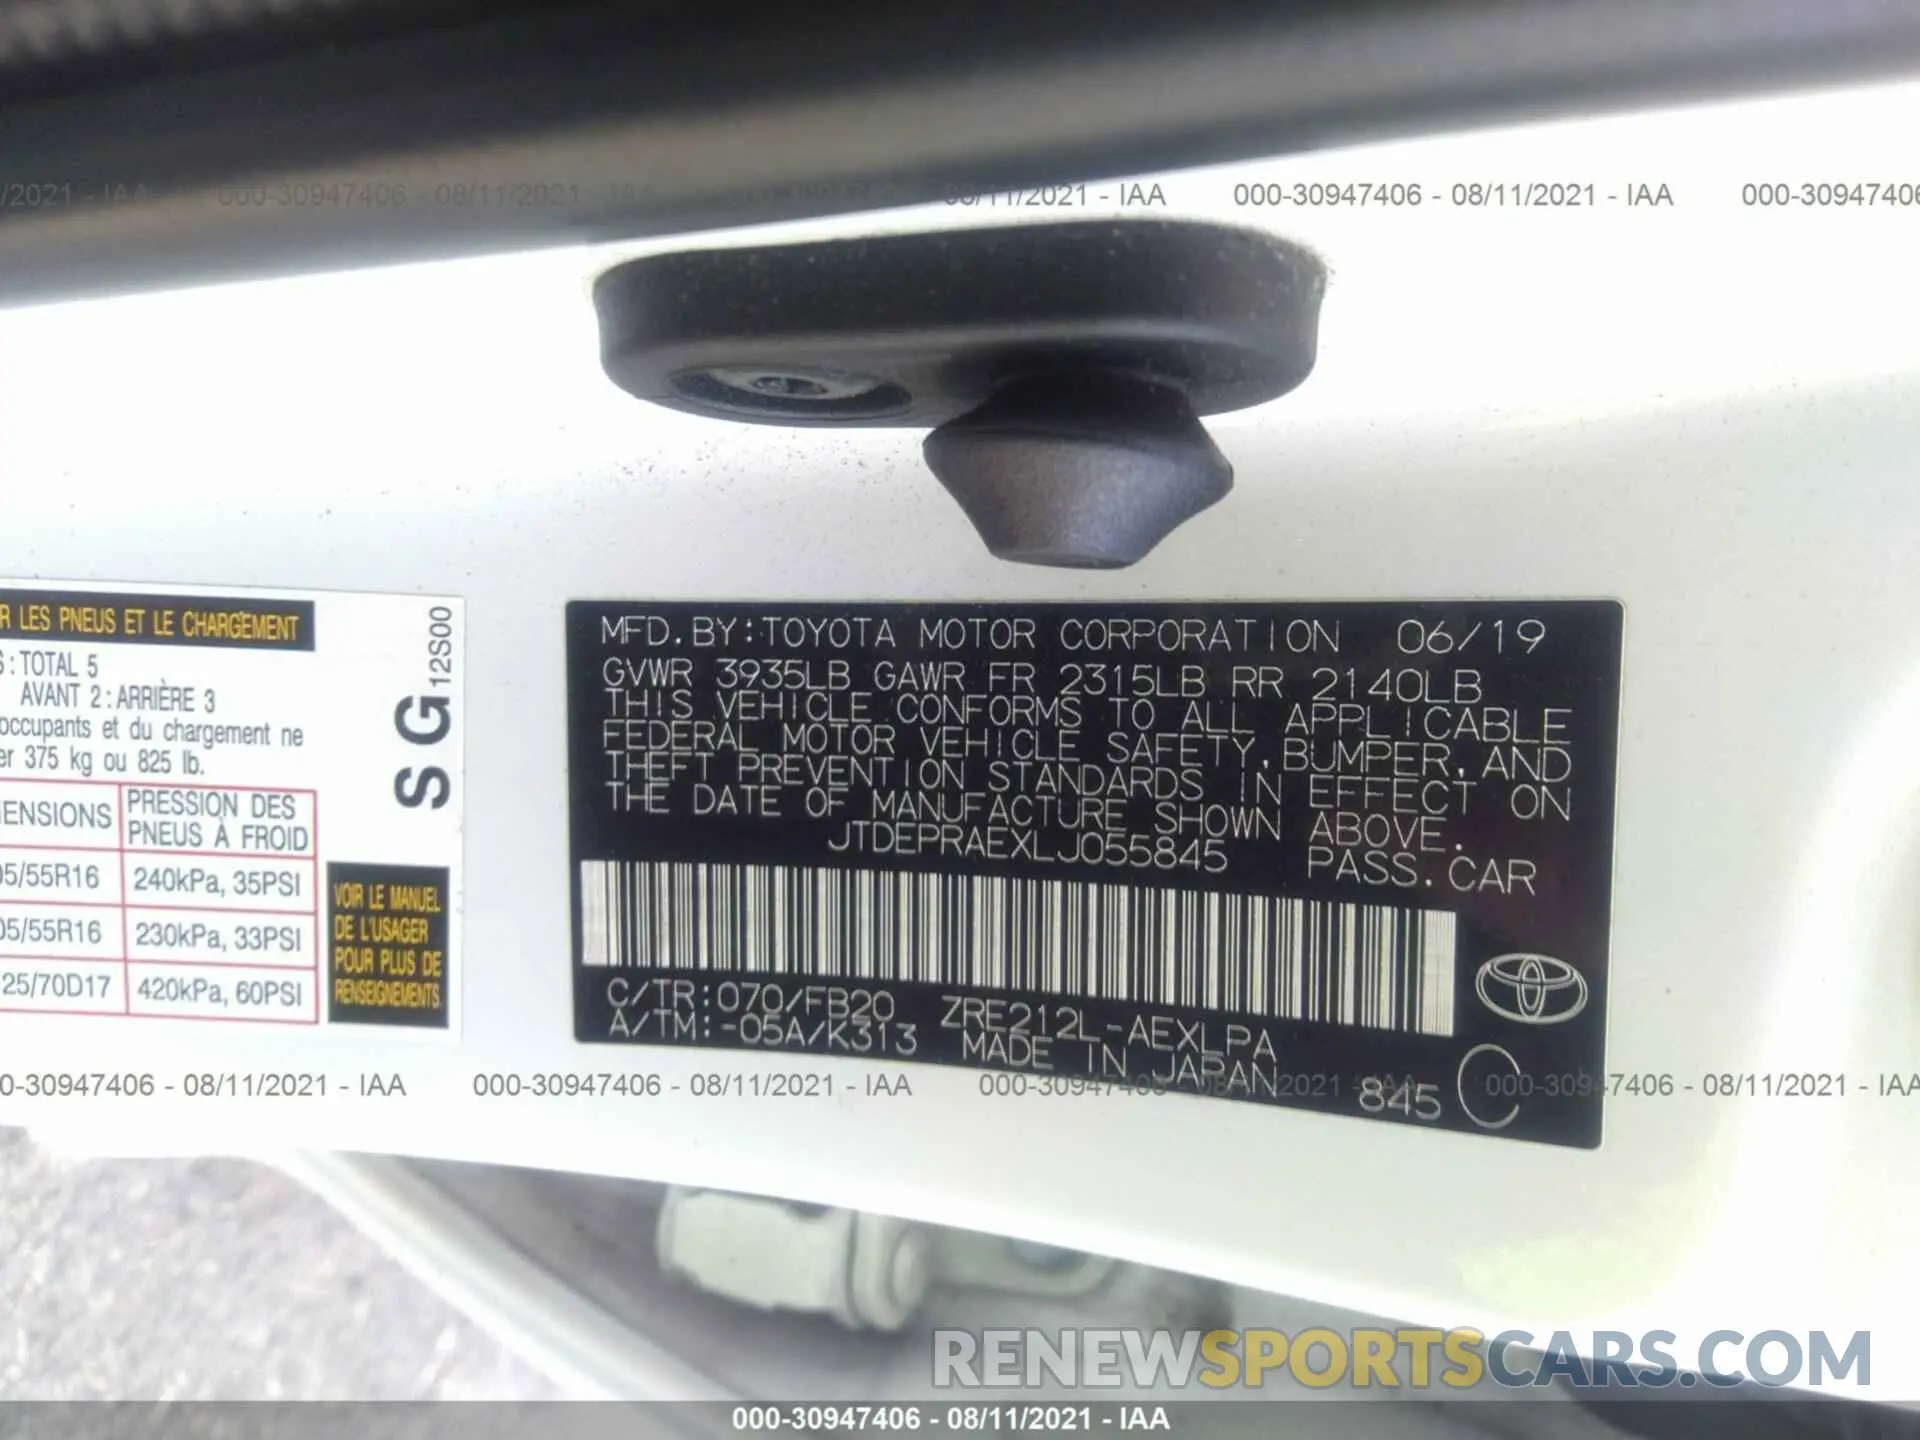 /2021 - IAA 000-30947406 - 08/11/2021 - IAA 08/11/2021 - IAA 000-30947406 - 08/11/2021 - IAA 000-3094740
R LES PNEUS ET LE CHARGEMENT
S : TOTAL 5
AVANT 2 : ARRIÈRE 3
occupants et du chargement ne
er 375 kg ou 825 lb.
ENSIONS PRESSION DES
PNEUS À FROID
05/55R16 240kPa, 35PSI
05/55R16 230kPa, 33PSI
25/70D17 420kPa, 60PSI
S G 12S00
VOIR LE MANUEL
DE L'USAGER
POUR PLUS DE
RENSEIGNEMENTS
MFD. BY: TOYOTA MOTOR CORPORATION 06/19
GVWR 3935LB GAWR FR 2315LB RR 2140LB
THIS VEHICLE CONFORMS TO ALL APPLICABLE
FEDERAL MOTOR VEHICLE SAFETY, BUMPER, AND
THEFT PREVENTION STANDARDS IN EFFECT ON
THE DATE OF MANUFACTURE SHOWN ABOVE.
JTDEPRAEXLJ055845 PASS. CAR
C/TR: 070/FB20 ZRE212L-AEXLPA
A/TM: -05A/K313 MADE IN JAPAN
845 C
0-30947406 - 08/11/2021 - IAA 000-30947406 - 08/11/2021 - IAA 000-30947406 - 08/11/2021 - IAA 000-30947406 - 08/11/2021 - IAA
RENEWSPORTSCARS.COM
000-30947406 - 08/11/2021 - IAA